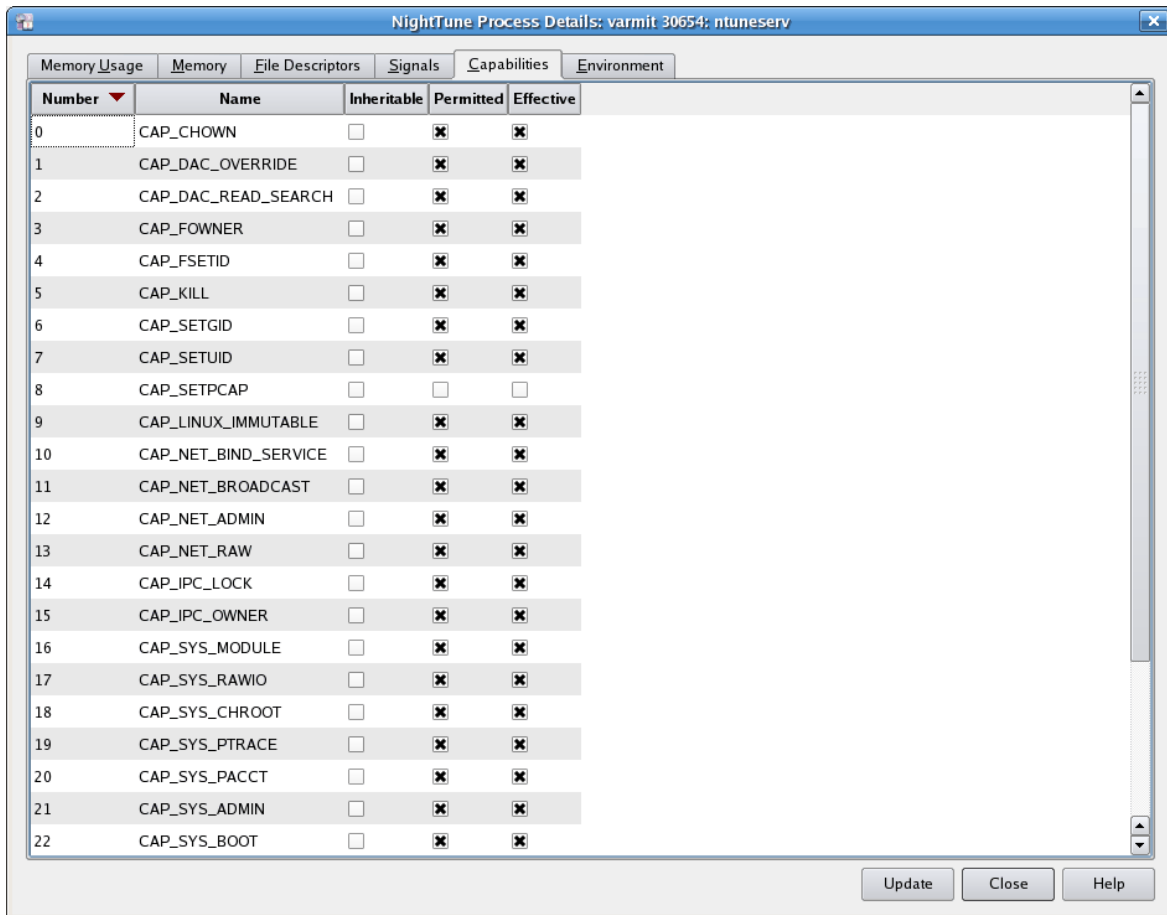 NightTune Process Details: varmit 30654: ntuneserv
Memory Usage Memory File Descriptors Signals Capabilities Environment
Number Name Inheritable Permitted Effective
0 CAP_CHOWN
1 CAP_DAC_OVERRIDE
2 CAP_DAC_READ_SEARCH
3 CAP_FOWNER
4 CAP_FSETID
5 CAP_KILL
6 CAP_SETGID
7 CAP_SETUID
8 CAP_SETPCAP
9 CAP_LINUX_IMMUTABLE
10 CAP_NET_BIND_SERVICE
11 CAP_NET_BROADCAST
12 CAP_NET_ADMIN
13 CAP_NET_RAW
14 CAP_IPC_LOCK
15 CAP_IPC_OWNER
16 CAP_SYS_MODULE
17 CAP_SYS_RAWIO
18 CAP_SYS_CHROOT
19 CAP_SYS_PTRACE
20 CAP_SYS_PACCT
21 CAP_SYS_ADMIN
22 CAP_SYS_BOOT
Update Close Help